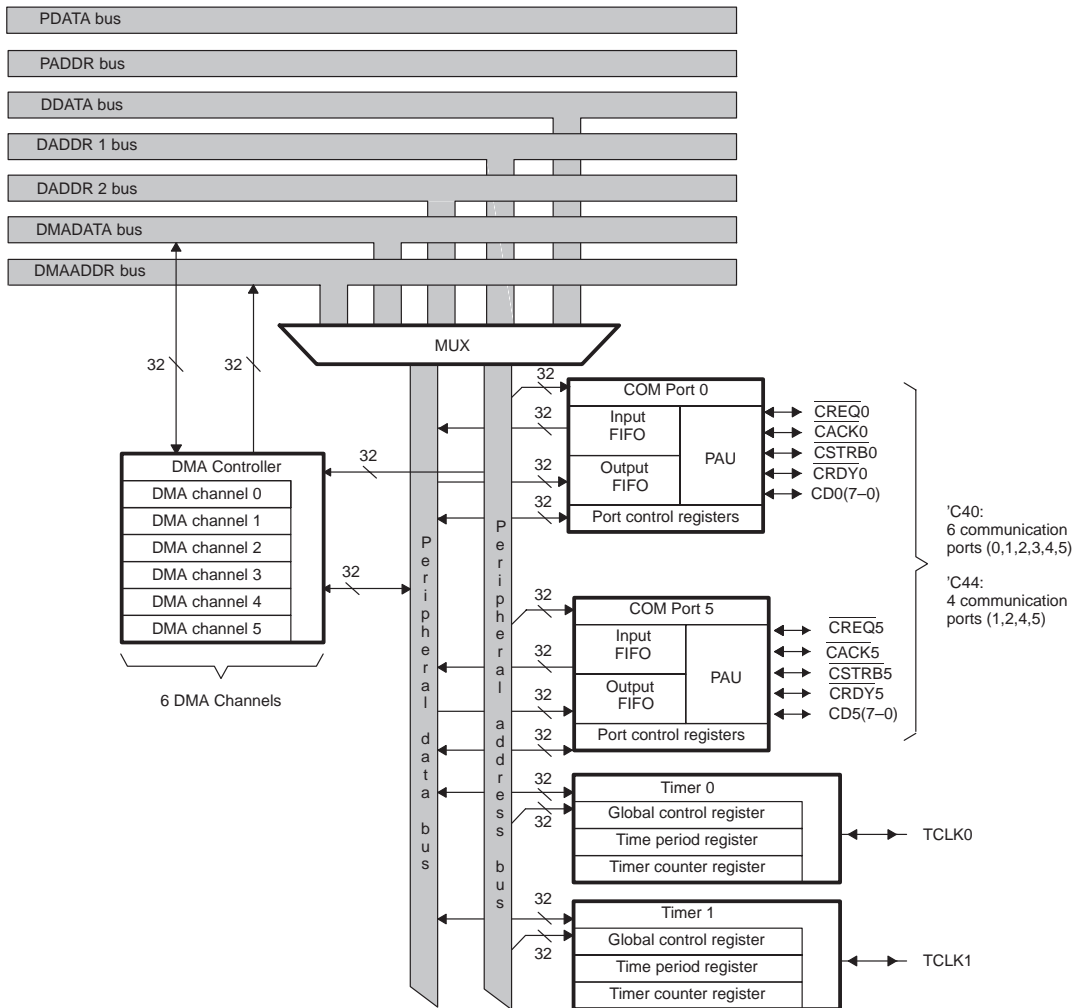 PDATA bus
PADDR bus
DDATA bus
DADDR 1 bus
DADDR 2 bus
DMADATA bus
DMAADDR bus
MUX
32
32
DMA Controller
DMA channel 0
DMA channel 1
DMA channel 2
DMA channel 3
DMA channel 4
DMA channel 5
6 DMA Channels
32
32
Peripheral data bus
Peripheral address bus
32
32
32
32
COM Port 0
Input
FIFO
Output
FIFO
PAU
Port control registers
CREQ0
CACK0
CSTRB0
CRDY0
CD0(7–0)
32
32
32
32
COM Port 5
Input
FIFO
Output
FIFO
PAU
Port control registers
CREQ5
CACK5
CSTRB5
CRDY5
CD5(7–0)
'C40:
6 communication
ports (0,1,2,3,4,5)
'C44:
4 communication
ports (1,2,4,5)
32
32
Timer 0
Global control register
Time period register
Timer counter register
TCLK0
32
32
Timer 1
Global control register
Time period register
Timer counter register
TCLK1